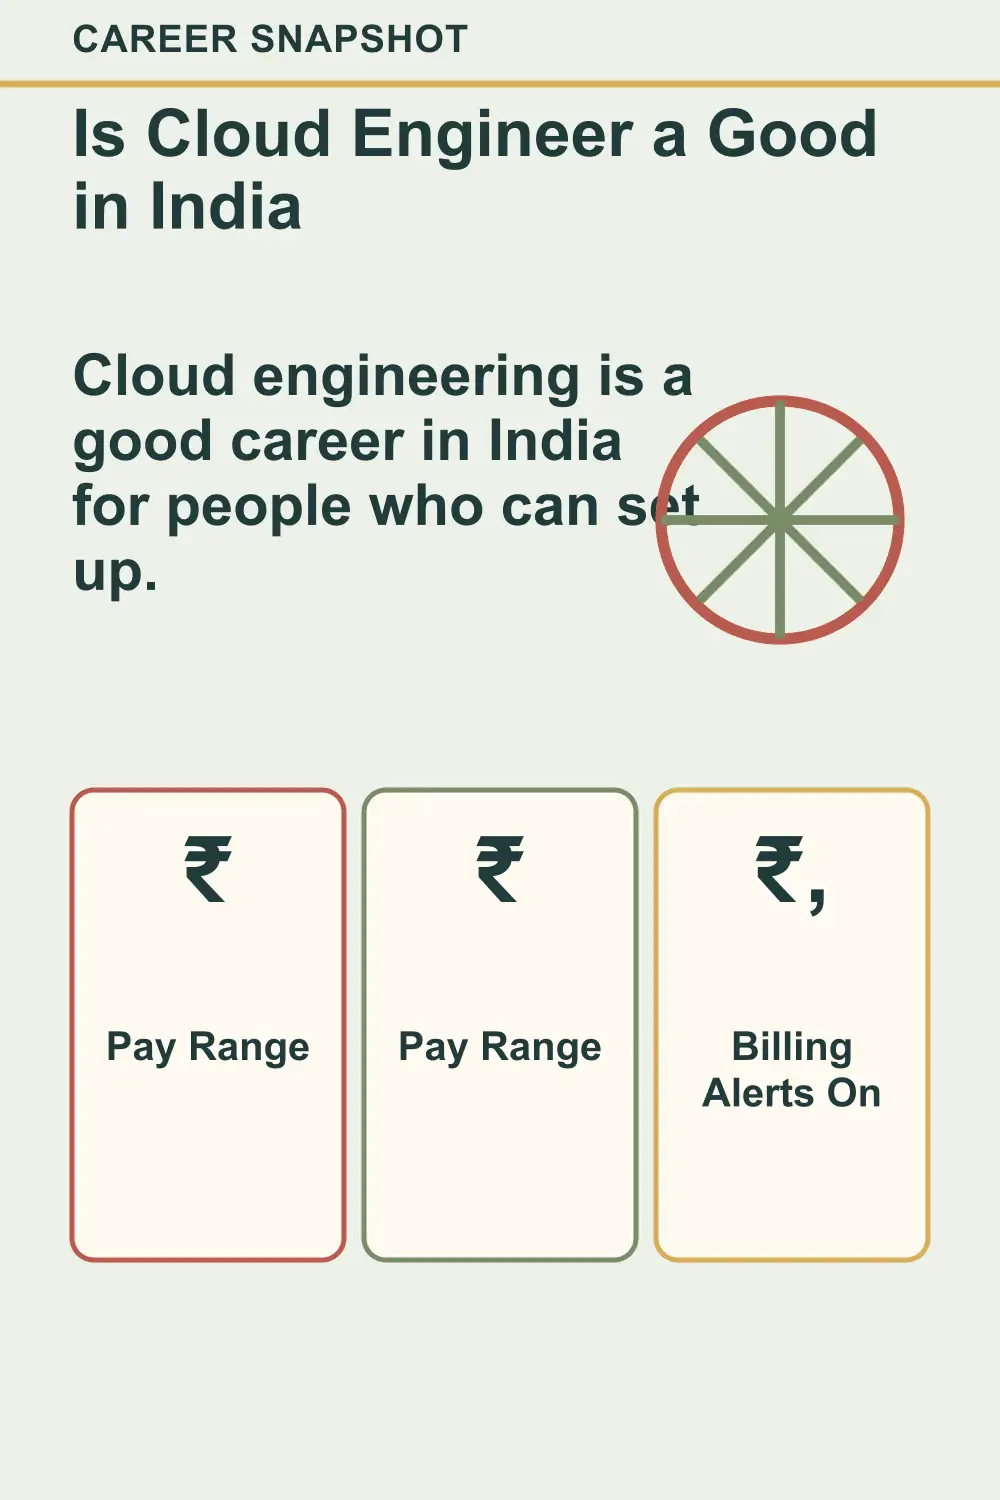 CAREER SNAPSHOT
Is Cloud Engineer a Good
in India
Cloud engineering is a
good career in India
for people who can set
up.
₹
Pay Range
₹
Pay Range
₹,
Billing
Alerts On